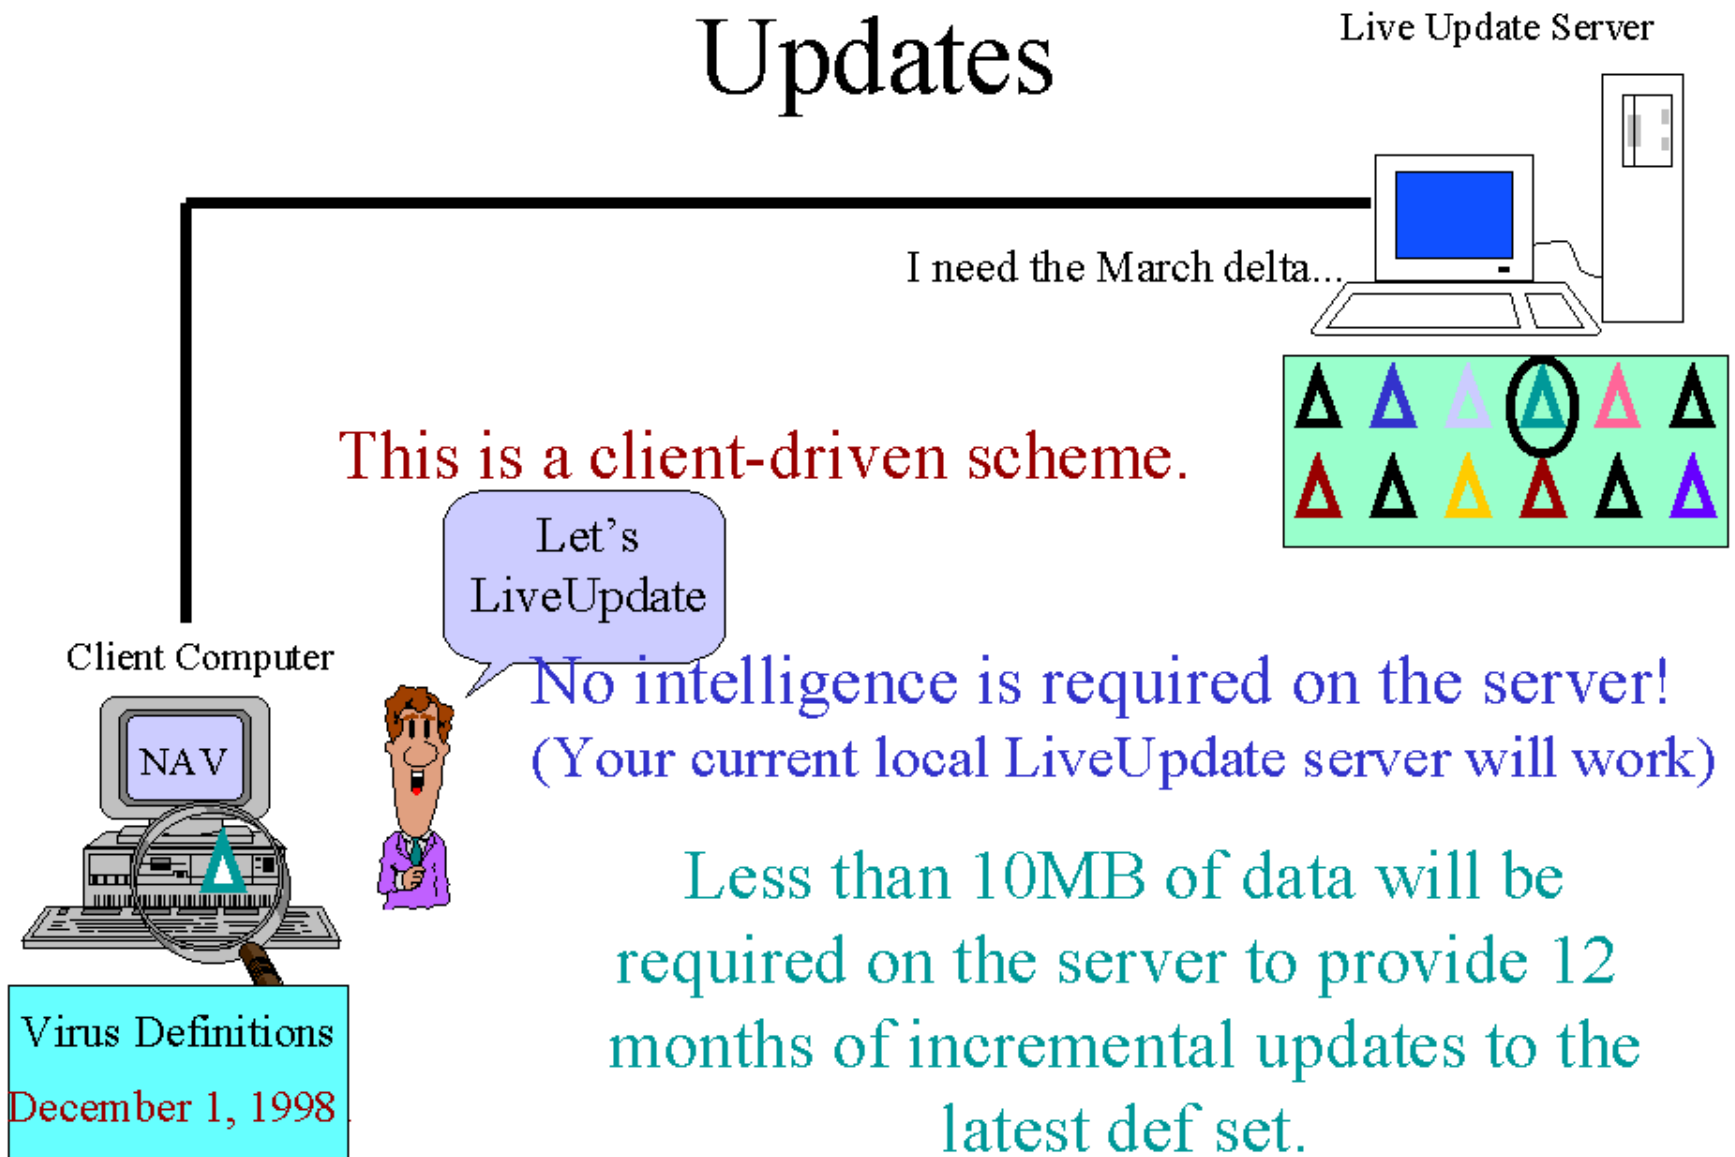 Updates
Live Update Server
I need the March delta...
This is a client-driven scheme.
Let’s
LiveUpdate
Client Computer
NAV
No intelligence is required on the server!
(Your current local LiveUpdate server will work)
Less than 10MB of data will be
required on the server to provide 12
months of incremental updates to the
latest def set.
Virus Definitions
December 1, 1998.